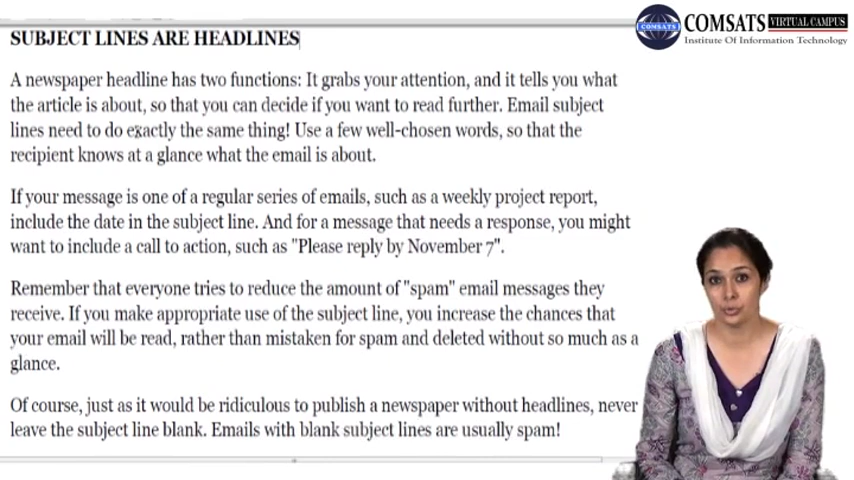 COMSATS VIRTUAL CAMPUS
COMSATS
Institute Of Information Technology
SUBJECT LINES ARE HEADLINES
A newspaper headline has two functions: It grabs your attention, and it tells you what
the article is about, so that you can decide if you want to read further. Email subject
lines need to do exactly the same thing! Use a few well-chosen words, so that the
recipient knows at a glance what the email is about.
If your message is one of a regular series of emails, such as a weekly project report,
include the date in the subject line. And for a message that needs a response, you might
want to include a call to action, such as "Please reply by November 7".
Remember that everyone tries to reduce the amount of "spam" email messages they
receive. If you make appropriate use of the subject line, you increase the chances that
your email will be read, rather than mistaken for spam and deleted without so much as a
glance.
Of course, just as it would be ridiculous to publish a newspaper without headlines, never
leave the subject line blank. Emails with blank subject lines are usually spam!